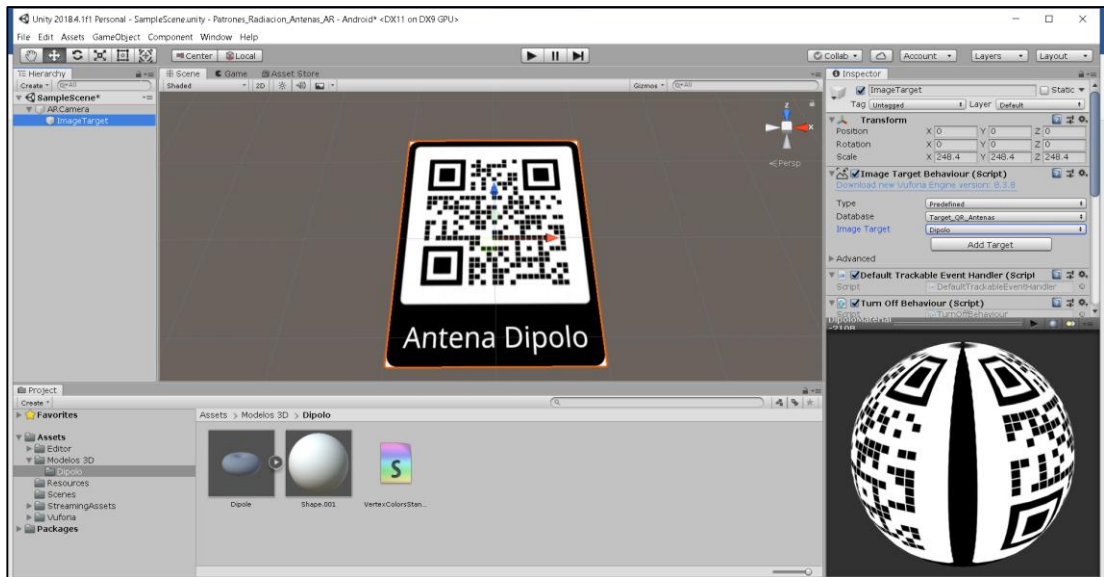 Unity 2018.4.1f1 Personal - SampleScene.unity - Patrones_Radiacion_Antenas_AR - Android* <DX11 on DX9 GPU>
File Edit Assets GameObject Component Window Help
Center Local Collab Account Layers Layout
Hierarchy
Create All
SampleScene*
ARCamera
ImageTarget
Scene Game Asset Store
Shaded 2D Gizmos All
z
x
Persp
Antena Dipolo
Inspector
ImageTarget Static
Tag Untagged Layer Default
Transform
Position X 0 Y 0 Z 0
Rotation X 0 Y 0 Z 0
Scale X 248.4 Y 248.4 Z 248.4
Image Target Behaviour (Script)
Download new Vuforia Engine version: 8.3.8
Type Predefined
Database Target_QR_Antenas
Image Target Dipolo
Add Target
Advanced
Default Trackable Event Handler (Script
Script DefaultTrackableEventHandler
Turn Off Behaviour (Script)
Script TurnOffBehaviour
DipoloMaterial
-2108
Project
Create
Favorites
Assets
Editor
Modelos 3D
Dipolo
Resources
Scenes
StreamingAssets
Vuforia
Packages
Assets > Modelos 3D > Dipolo
S
Dipole Shape.001 VertexColorsStan...